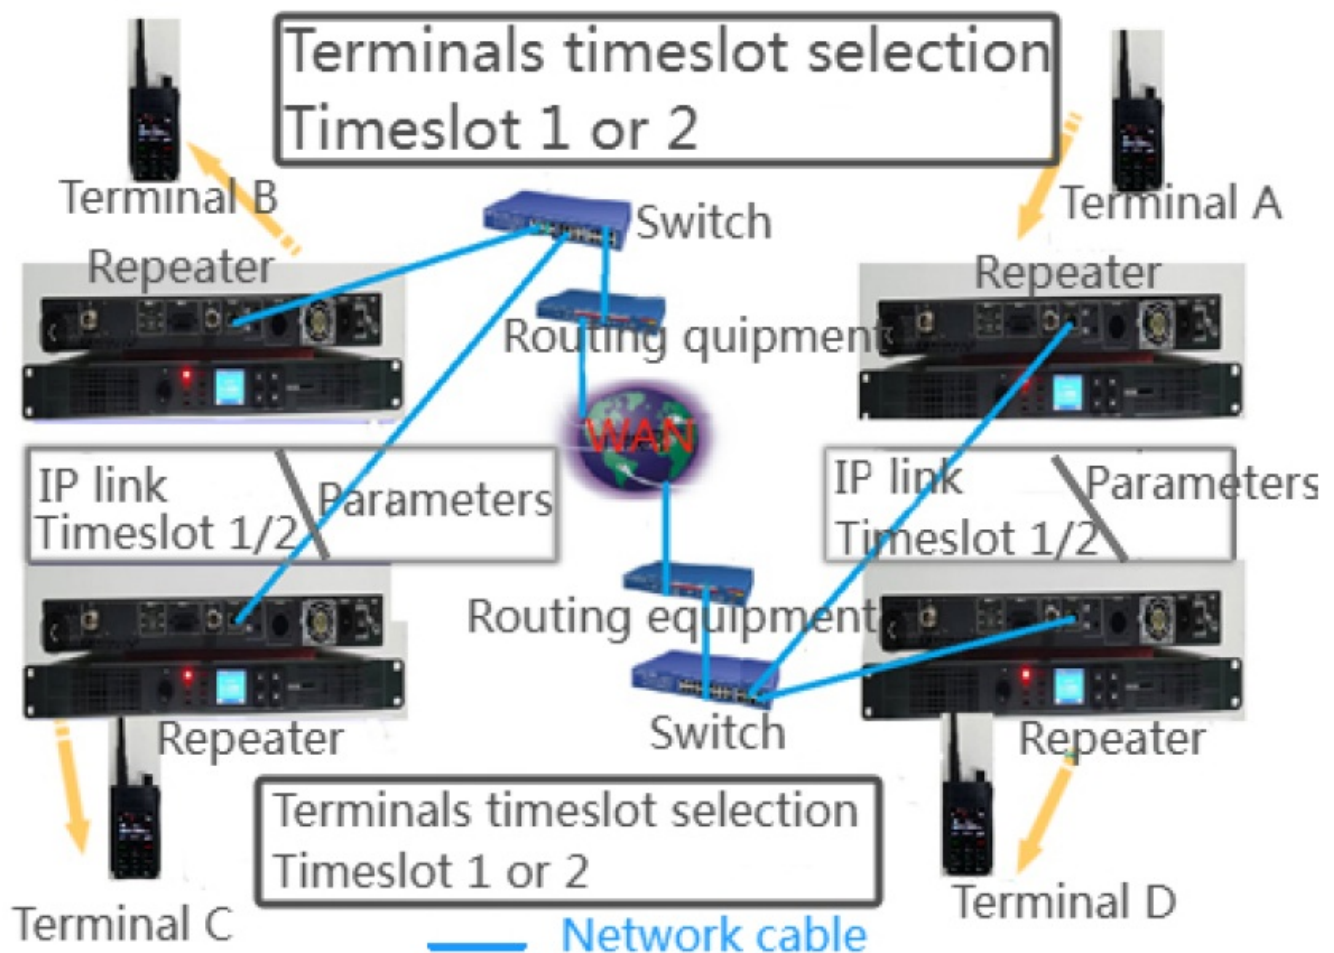 Terminals timeslot selection
Timeslot 1 or 2
Terminal B
Terminal A
Switch
Repeater
Repeater
Routing quipment
WAN
IP link
Timeslot 1/2
Parameters
IP link
Timeslot 1/2
Parameters
Routing equipment
Switch
Repeater
Repeater
Terminals timeslot selection
Timeslot 1 or 2
Terminal C
Terminal D
Network cable